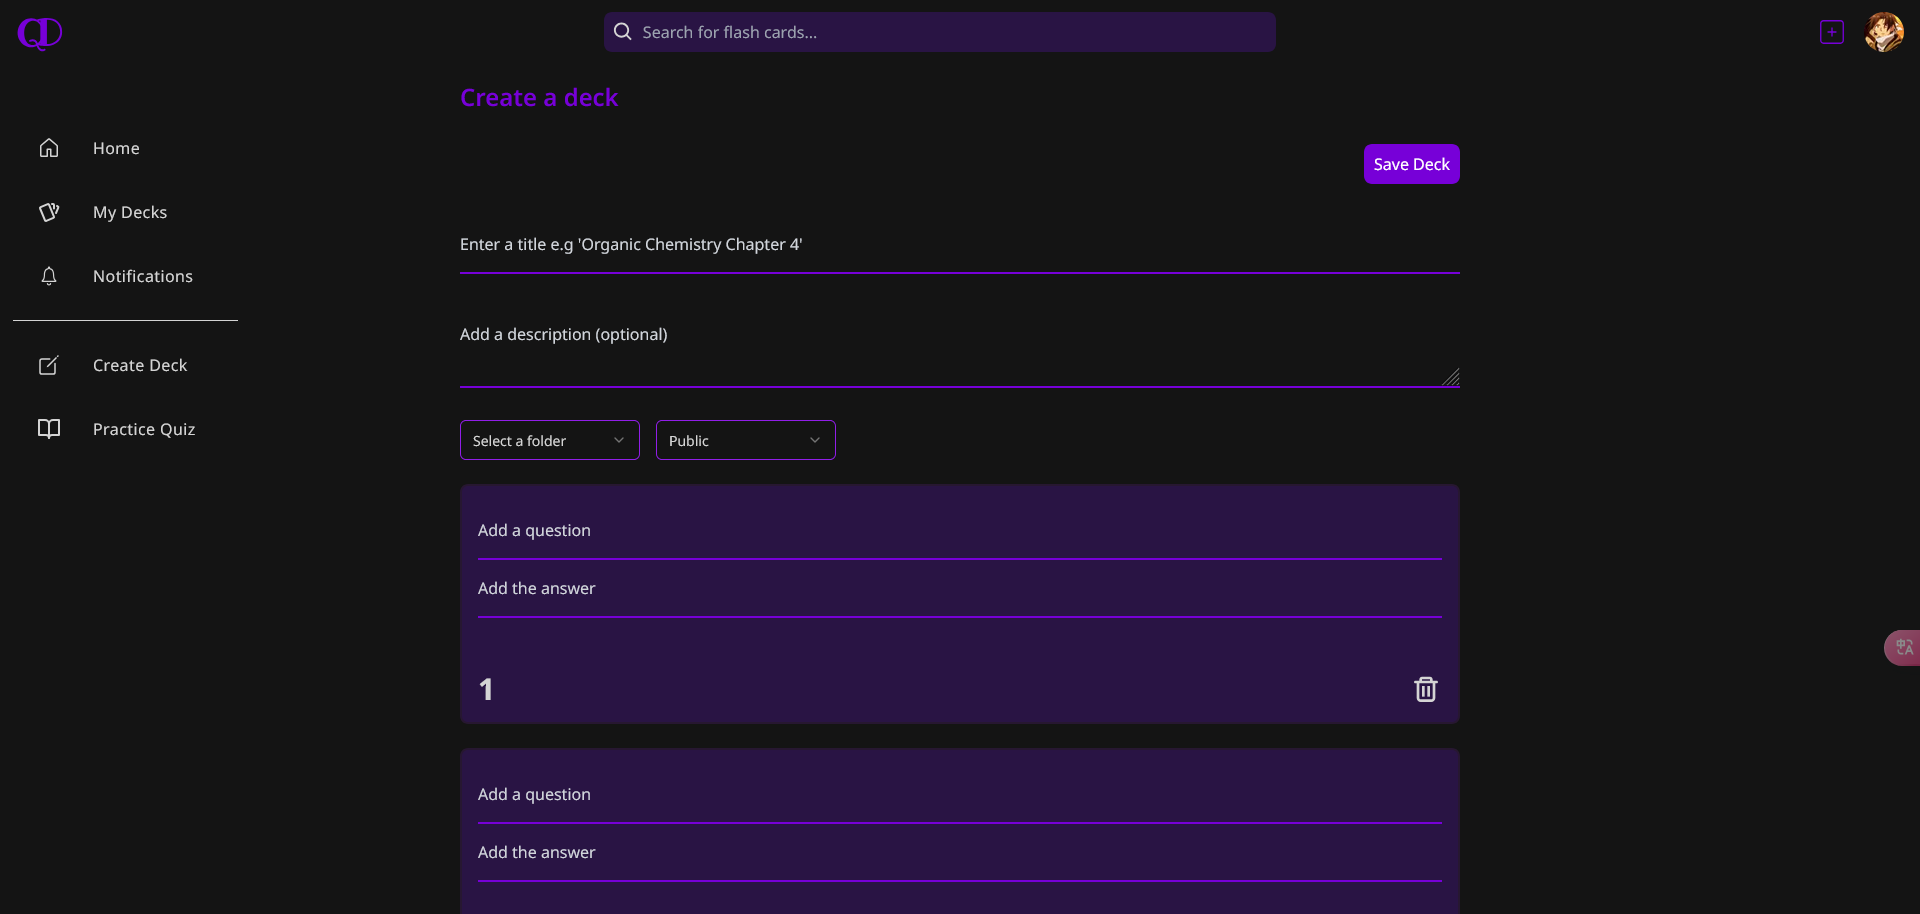 QD
Search for flash cards...
Create a deck
Home
Save Deck
My Decks
Enter a title e.g 'Organic Chemistry Chapter 4'
Notifications
Add a description (optional)
Create Deck
Practice Quiz
Select a folder
Public
Add a question
Add the answer
1
Add a question
Add the answer